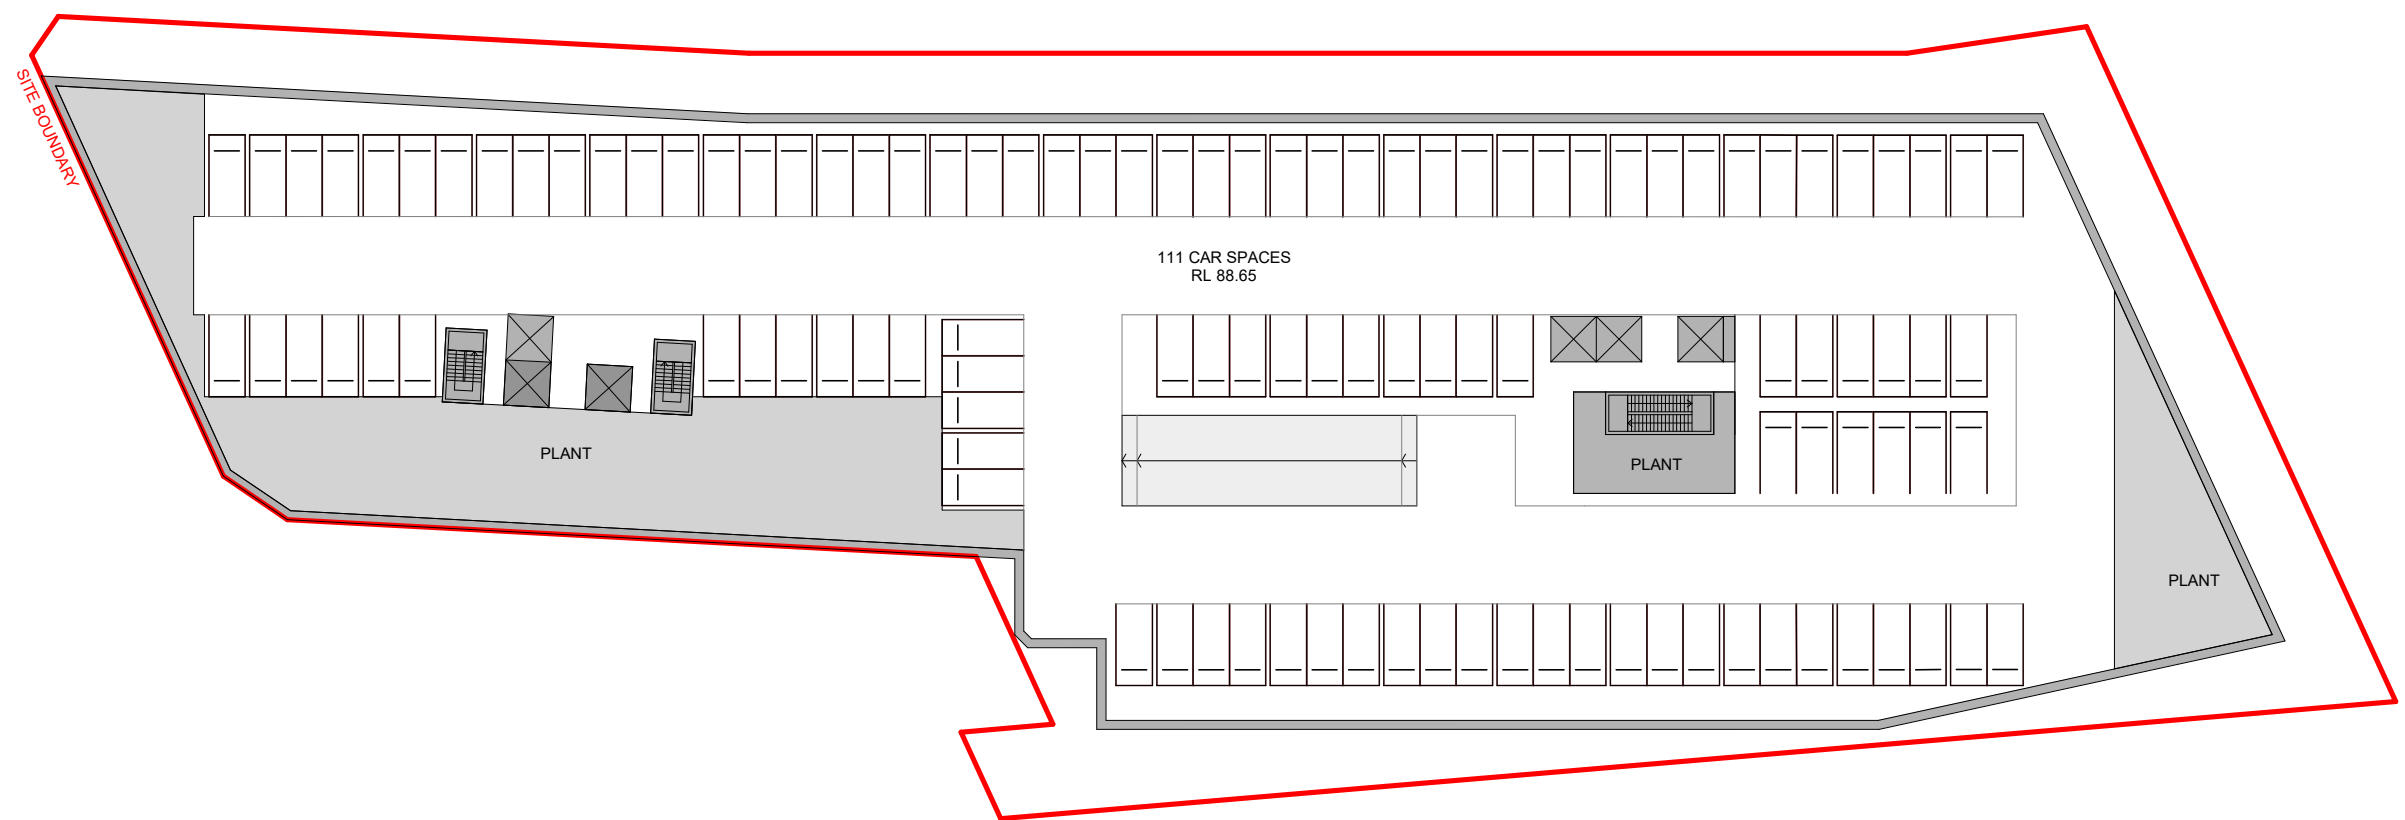 SITE BOUNDARY
111 CAR SPACES
RL 88.65
PLANT
PLANT
PLANT